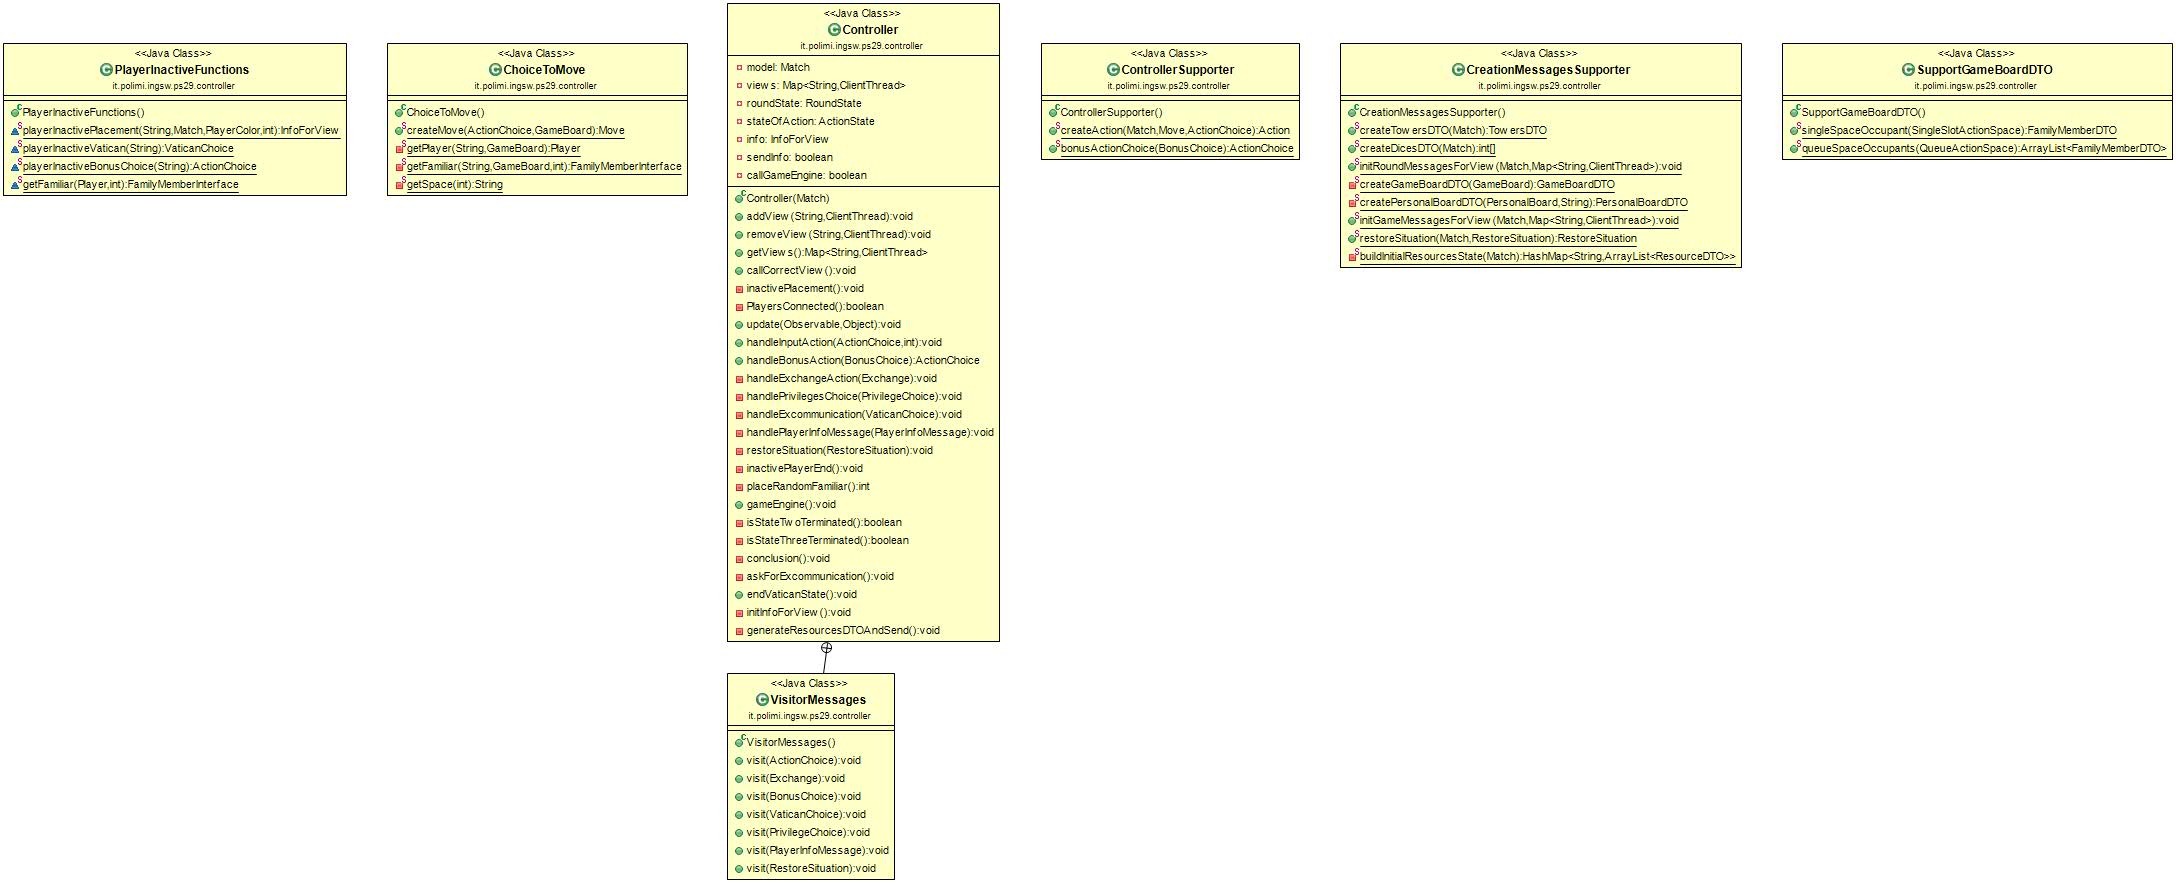 <<Java Class>>
PlayerInactiveFunctions
it.polimi.ingsw.ps29.controller
PlayerInactiveFunctions()
playerInactivePlacement(String,Match,PlayerColor,int):InfoForView
playerInactiveVatican(String):VaticanChoice
playerInactiveBonusChoice(String):ActionChoice
getFamiliar(Player,int):FamilyMemberInterface
<<Java Class>>
ChoiceToMove
it.polimi.ingsw.ps29.controller
ChoiceToMove()
createMove(ActionChoice,GameBoard):Move
getPlayer(String,GameBoard):Player
getFamiliar(String,GameBoard,int):FamilyMemberInterface
getSpace(int):String
<<Java Class>>
Controller
it.polimi.ingsw.ps29.controller
model: Match
views: Map<String,ClientThread>
roundState: RoundState
stateOfAction: ActionState
info: InfoForView
sendInfo: boolean
callGameEngine: boolean
Controller(Match)
addView(String,ClientThread):void
removeView(String,ClientThread):void
getViews():Map<String,ClientThread>
callCorrectView():void
inactivePlacement():void
PlayersConnected():boolean
update(Observable,Object):void
handleInputAction(ActionChoice,int):void
handleBonusAction(BonusChoice):ActionChoice
handleExchangeAction(Exchange):void
handlePrivilegesChoice(PrivilegeChoice):void
handleExcommunication(VaticanChoice):void
handlePlayerInfoMessage(PlayerInfoMessage):void
restoreSituation(RestoreSituation):void
inactivePlayerEnd():void
placeRandomFamiliar():int
gameEngine():void
isStateTwoTerminated():boolean
isStateThreeTerminated():boolean
conclusion():void
askForExcommunication():void
endVaticanState():void
initInfoForView():void
generateResourcesDTOAndSend():void
<<Java Class>>
VisitorMessages
it.polimi.ingsw.ps29.controller
VisitorMessages()
visit(ActionChoice):void
visit(Exchange):void
visit(BonusChoice):void
visit(VaticanChoice):void
visit(PrivilegeChoice):void
visit(PlayerInfoMessage):void
visit(RestoreSituation):void
<<Java Class>>
ControllerSupporter
it.polimi.ingsw.ps29.controller
ControllerSupporter()
createAction(Match,Move,ActionChoice):Action
bonusActionChoice(BonusChoice):ActionChoice
<<Java Class>>
CreationMessagesSupporter
it.polimi.ingsw.ps29.controller
CreationMessagesSupporter()
createTowersDTO(Match):TowersDTO
createDicesDTO(Match):int[]
initRoundMessagesForView(Match,Map<String,ClientThread>):void
createGameBoardDTO(GameBoard):GameBoardDTO
createPersonalBoardDTO(PersonalBoard,String):PersonalBoardDTO
initGameMessagesForView(Match,Map<String,ClientThread>):void
restoreSituation(Match,RestoreSituation):RestoreSituation
buildInitialResourcesState(Match):HashMap<String,ArrayList<ResourceDTO>>
<<Java Class>>
SupportGameBoardDTO
it.polimi.ingsw.ps29.controller
SupportGameBoardDTO()
singleSpaceOccupant(SingleSlotActionSpace):FamilyMemberDTO
queueSpaceOccupants(QueueActionSpace):ArrayList<FamilyMemberDTO>